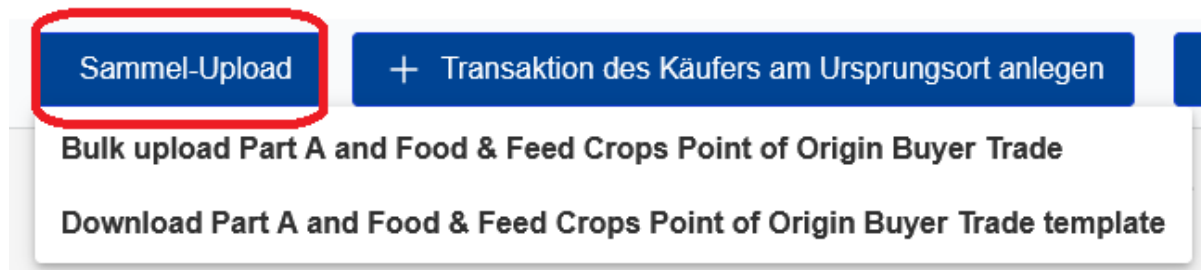 Sammel-Upload
+ Transaktion des Käufers am Ursprungsort anlegen
Bulk upload Part A and Food & Feed Crops Point of Origin Buyer Trade
Download Part A and Food & Feed Crops Point of Origin Buyer Trade template